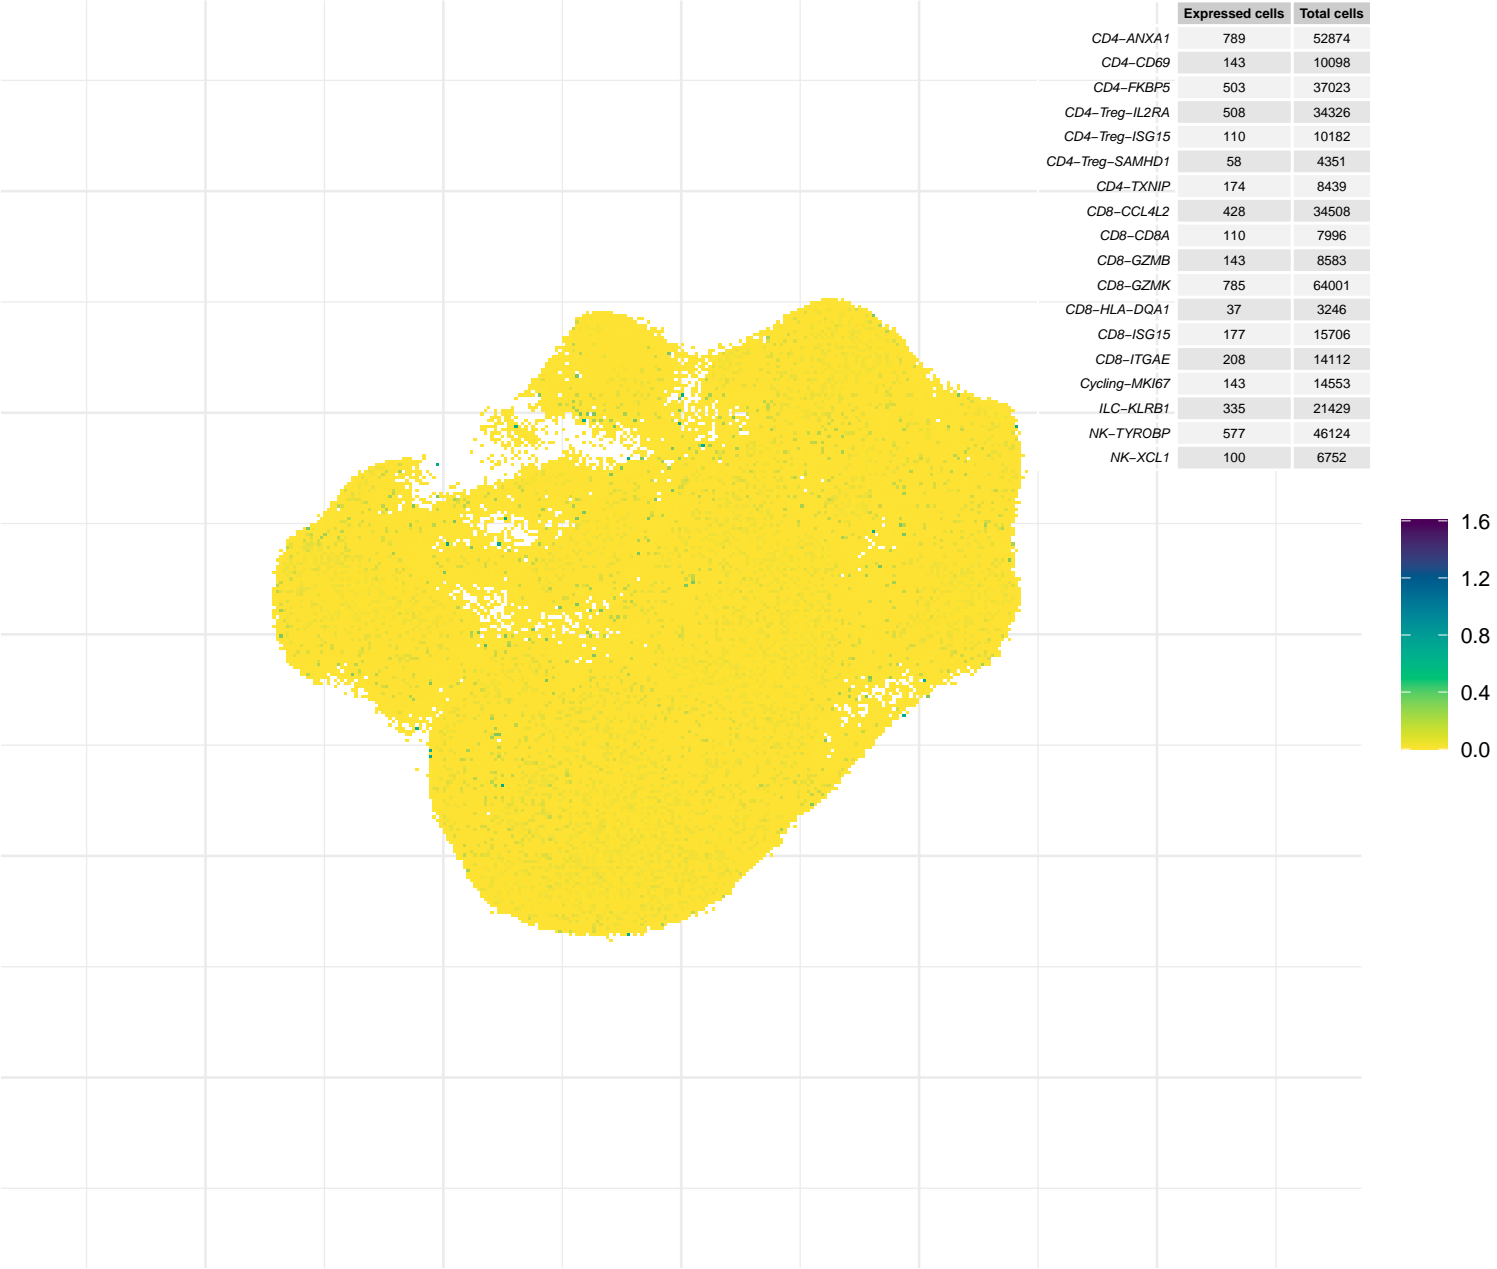 Expressed cells Total cells
CD4−ANXA1 789 52874
CD4−CD69 143 10098
CD4−FKBP5 503 37023
CD4−Treg−IL2RA 508 34326
CD4−Treg−ISG15 110 10182
CD4−Treg−SAMHD1 58 4351
CD4−TXNIP 174 8439
CD8−CCL4L2 428 34508
CD8−CD8A 110 7996
CD8−GZMB 143 8583
CD8−GZMK 785 64001
CD8−HLA−DQA1 37 3246
CD8−ISG15 177 15706
CD8−ITGAE 208 14112
Cycling−MKI67 143 14553
ILC−KLRB1 335 21429
NK−TYROBP 577 46124
NK−XCL1 100 6752
1.6
1.2
0.8
0.4
0.0